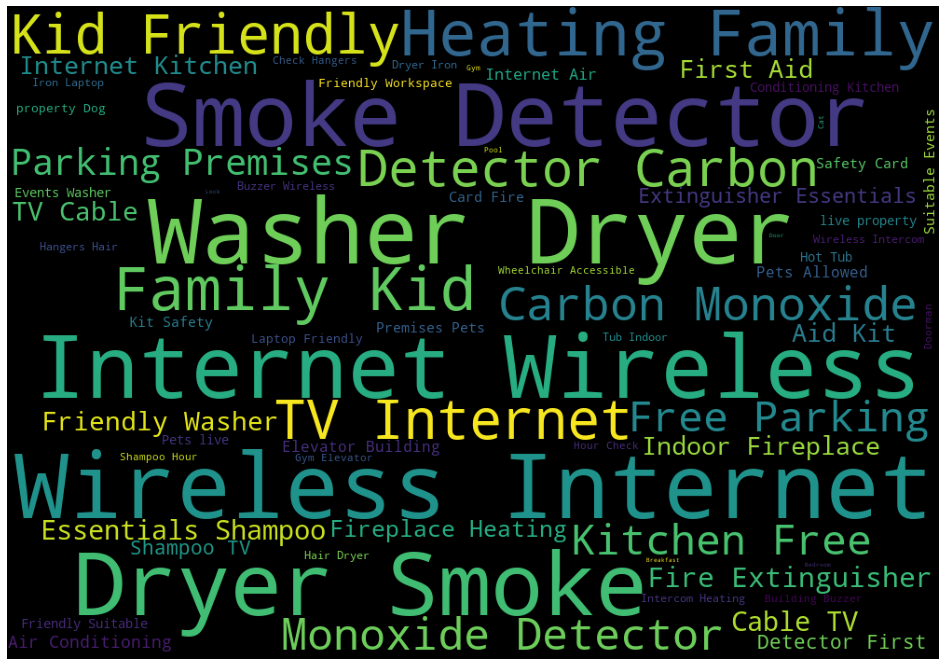 Kid Friendly
Heating Family
Internet Kitchen
Check Hangers
Dryer Iron
Gym
Internet Air
First Aid
Iron Laptop
Friendly Workspace
Conditioning Kitchen
Smoke Detector
property Dog
Cat
Suitable Events
Parking Premises
Detector Carbon
Pool
Safety Card
Events Washer
Lock
Buzzer Wireless
Card Fire
Extinguisher Essentials
TV Cable
Washer Dryer
live property
Door
Wireless Intercom
Hangers Hair
Hot Tub
Family Kid
Wheelchair Accessible
Pets Allowed
Carbon Monoxide
Kit Safety
Premises Pets
Aid Kit
Doorman
Laptop Friendly
Tub Indoor
Internet Wireless
Friendly Washer
TV Internet
Free Parking
Pets live
Elevator Building
Hour Check
Indoor Fireplace
Shampoo Hour
Gym Elevator
Wireless Internet
Essentials Shampoo
Fireplace Heating
Kitchen Free
Shampoo TV
Hair Dryer
Breakfast
Bedroom
Dryer Smoke
Fire Extinguisher
Intercom Heating
Building Buzzer
Friendly Suitable
Cable TV
Air Conditioning
Monoxide Detector
Detector First